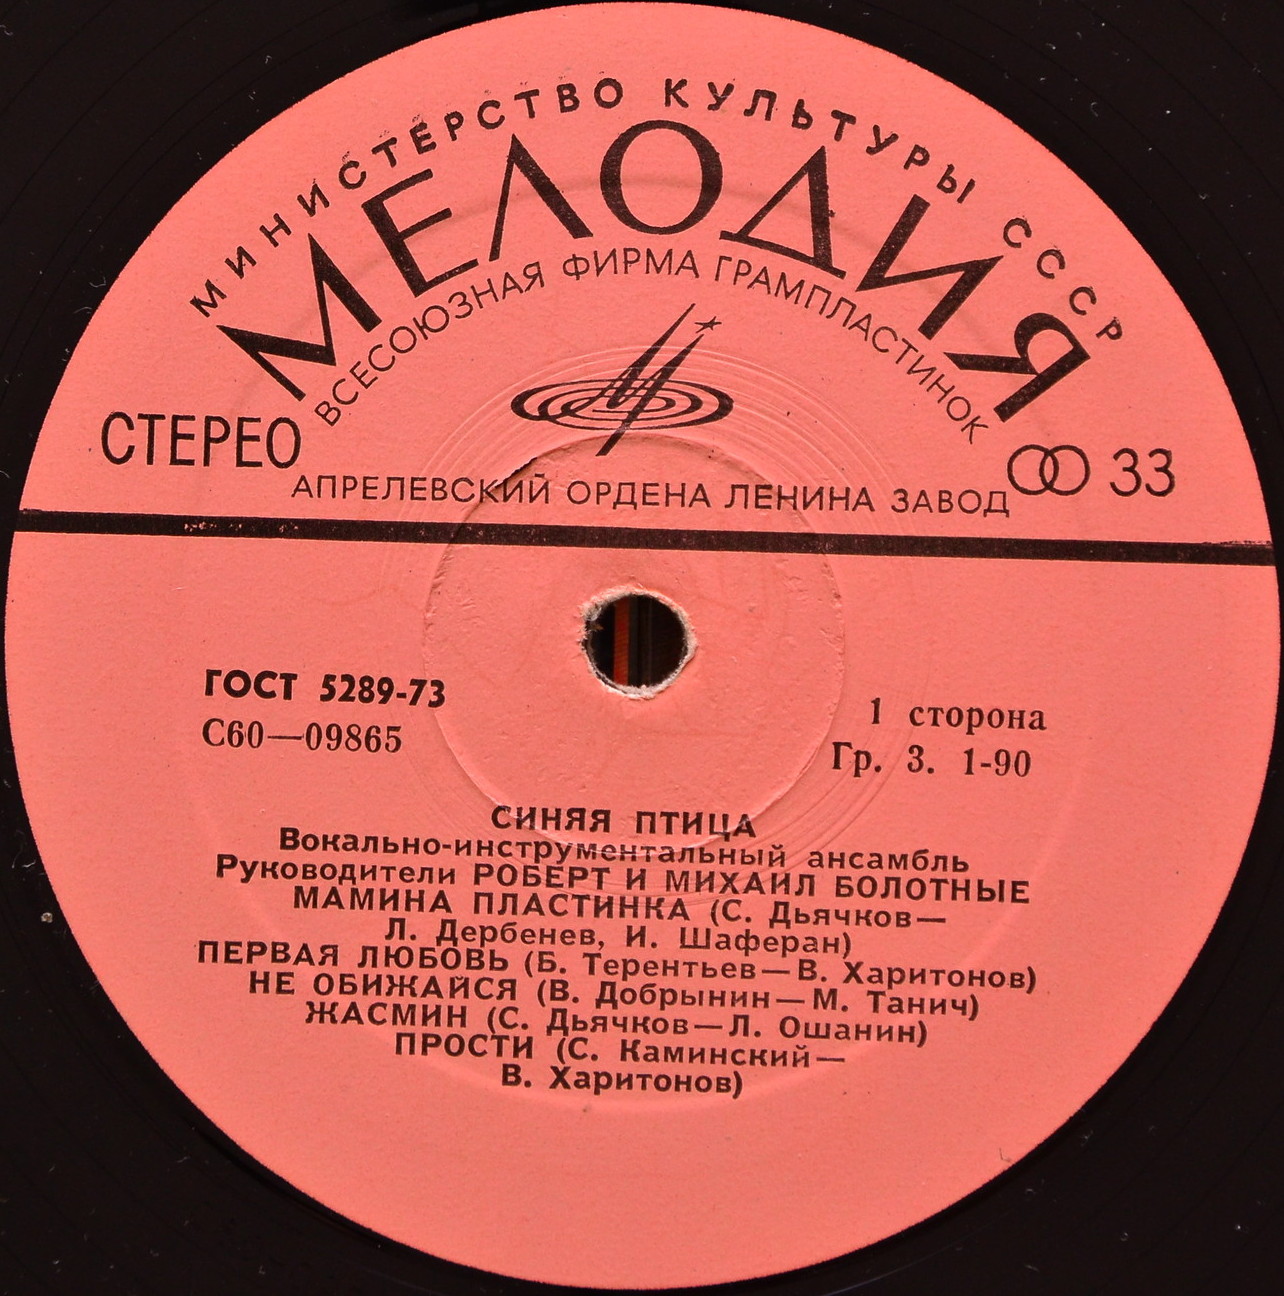 МИНИСТЕРСТВО КУЛЬТУРЫ СССР
МЕЛОДИЯ
ВСЕСОЮЗНАЯ ФИРМА ГРАМПЛАСТИНОК
СТЕРЕО
33
АПРЕЛЕВСКИЙ ОРДЕНА ЛЕНИНА ЗАВОД
ГОСТ 5289-73
С60—09865
1 сторона
Гр. 3. 1-90
СИНЯЯ ПТИЦА
Вокально-инструментальный ансамбль
Руководители РОБЕРТ И МИХАИЛ БОЛОТНЫЕ
МАМИНА ПЛАСТИНКА (С. Дьячков—
Л. Дербенев, И. Шаферан)
ПЕРВАЯ ЛЮБОВЬ (Б. Терентьев—В. Харитонов)
НЕ ОБИЖАЙСЯ (В. Добрынин—М. Танич)
ЖАСМИН (С. Дьячков—Л. Ошанин)
ПРОСТИ (С. Каминский—
В. Харитонов)